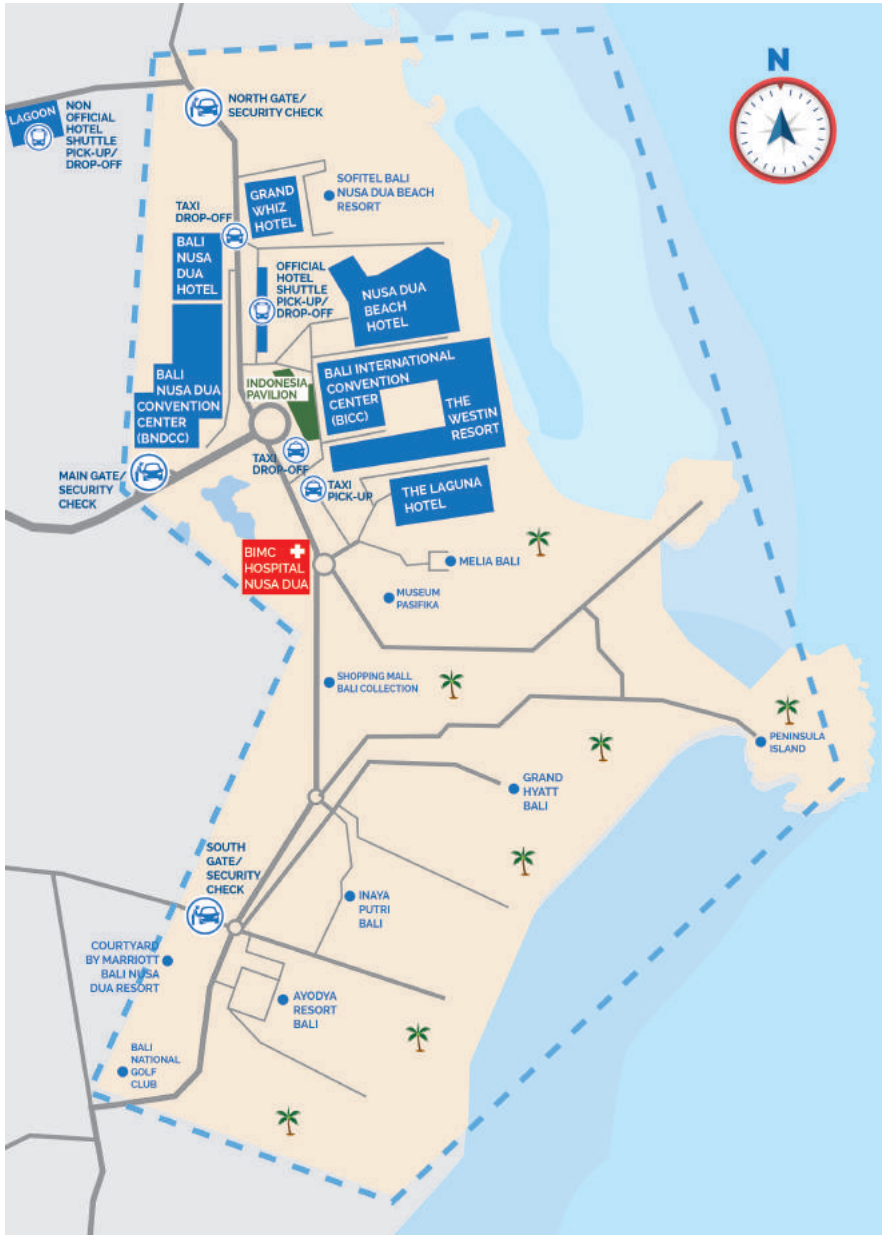 N
LAGOON
NON
OFFICIAL
HOTEL
SHUTTLE
PICK-UP/
DROP-OFF
NORTH GATE/
SECURITY CHECK
SOFITEL BALI
NUSA DUA BEACH
RESORT
GRAND
WHIZ
HOTEL
TAXI
DROP-OFF
BALI
NUSA
DUA
HOTEL
OFFICIAL
HOTEL
SHUTTLE
PICK-UP/
DROP-OFF
NUSA DUA
BEACH
HOTEL
BALI
NUSA DUA
CONVENTION
CENTER
(BNDCC)
INDONESIA
PAVILION
BALI INTERNATIONAL
CONVENTION
CENTER
(BICC)
THE
WESTIN
RESORT
MAIN GATE/
SECURITY
CHECK
TAXI
DROP-OFF
TAXI
PICK-UP
THE LAGUNA
HOTEL
BIMC
HOSPITAL
NUSA DUA
MELIA BALI
MUSEUM
PASIFIKA
SHOPPING MALL
BALI COLLECTION
PENINSULA
ISLAND
GRAND
HYATT
BALI
SOUTH
GATE/
SECURITY
CHECK
INAYA
PUTRI
BALI
COURTYARD
BY MARRIOTT
BALI NUSA
DUA RESORT
AYODYA
RESORT
BALI
BALI
NATIONAL
GOLF
CLUB